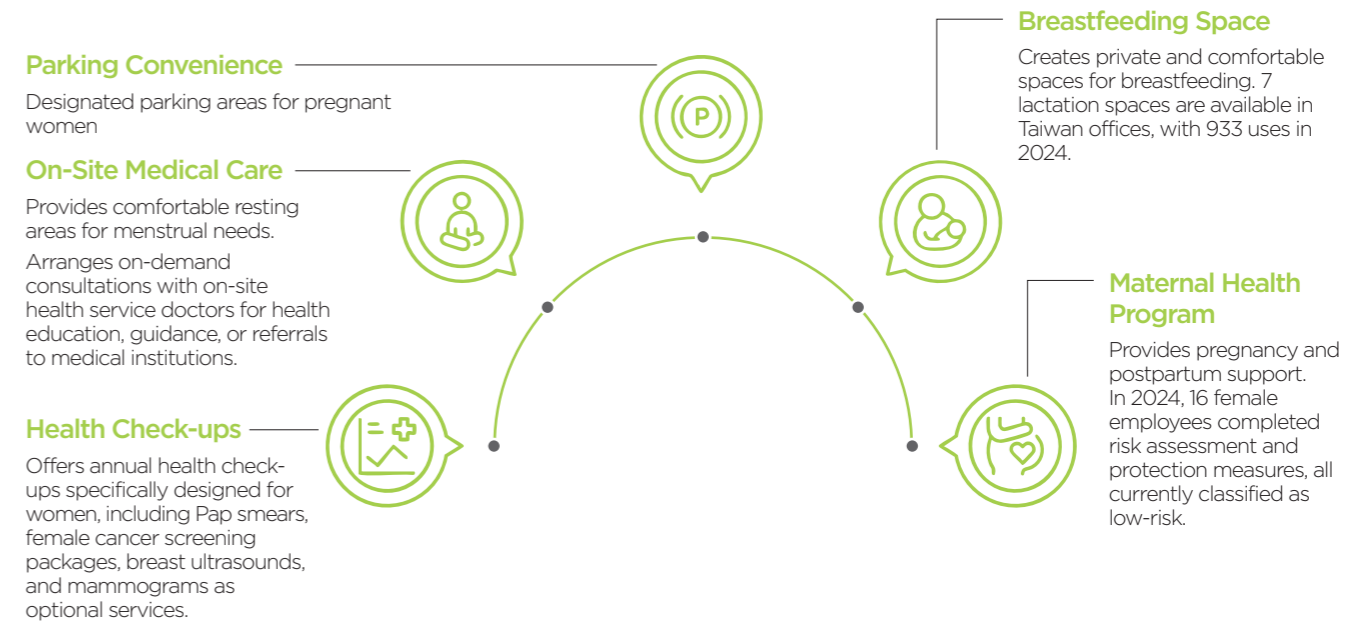 Parking Convenience
Designated parking areas for pregnant
women
On-Site Medical Care
Provides comfortable resting
areas for menstrual needs.
Arranges on-demand
consultations with on-site
health service doctors for health
education, guidance, or referrals
to medical institutions.
Health Check-ups
Offers annual health check-
ups specifically designed for
women, including Pap smears,
female cancer screening
packages, breast ultrasounds,
and mammograms as
optional services.
P
Breastfeeding Space
Creates private and comfortable
spaces for breastfeeding. 7
lactation spaces are available in
Taiwan offices, with 933 uses in
2024.
Maternal Health
Program
Provides pregnancy and
postpartum support.
In 2024, 16 female
employees completed
risk assessment and
protection measures, all
currently classified as
low-risk.